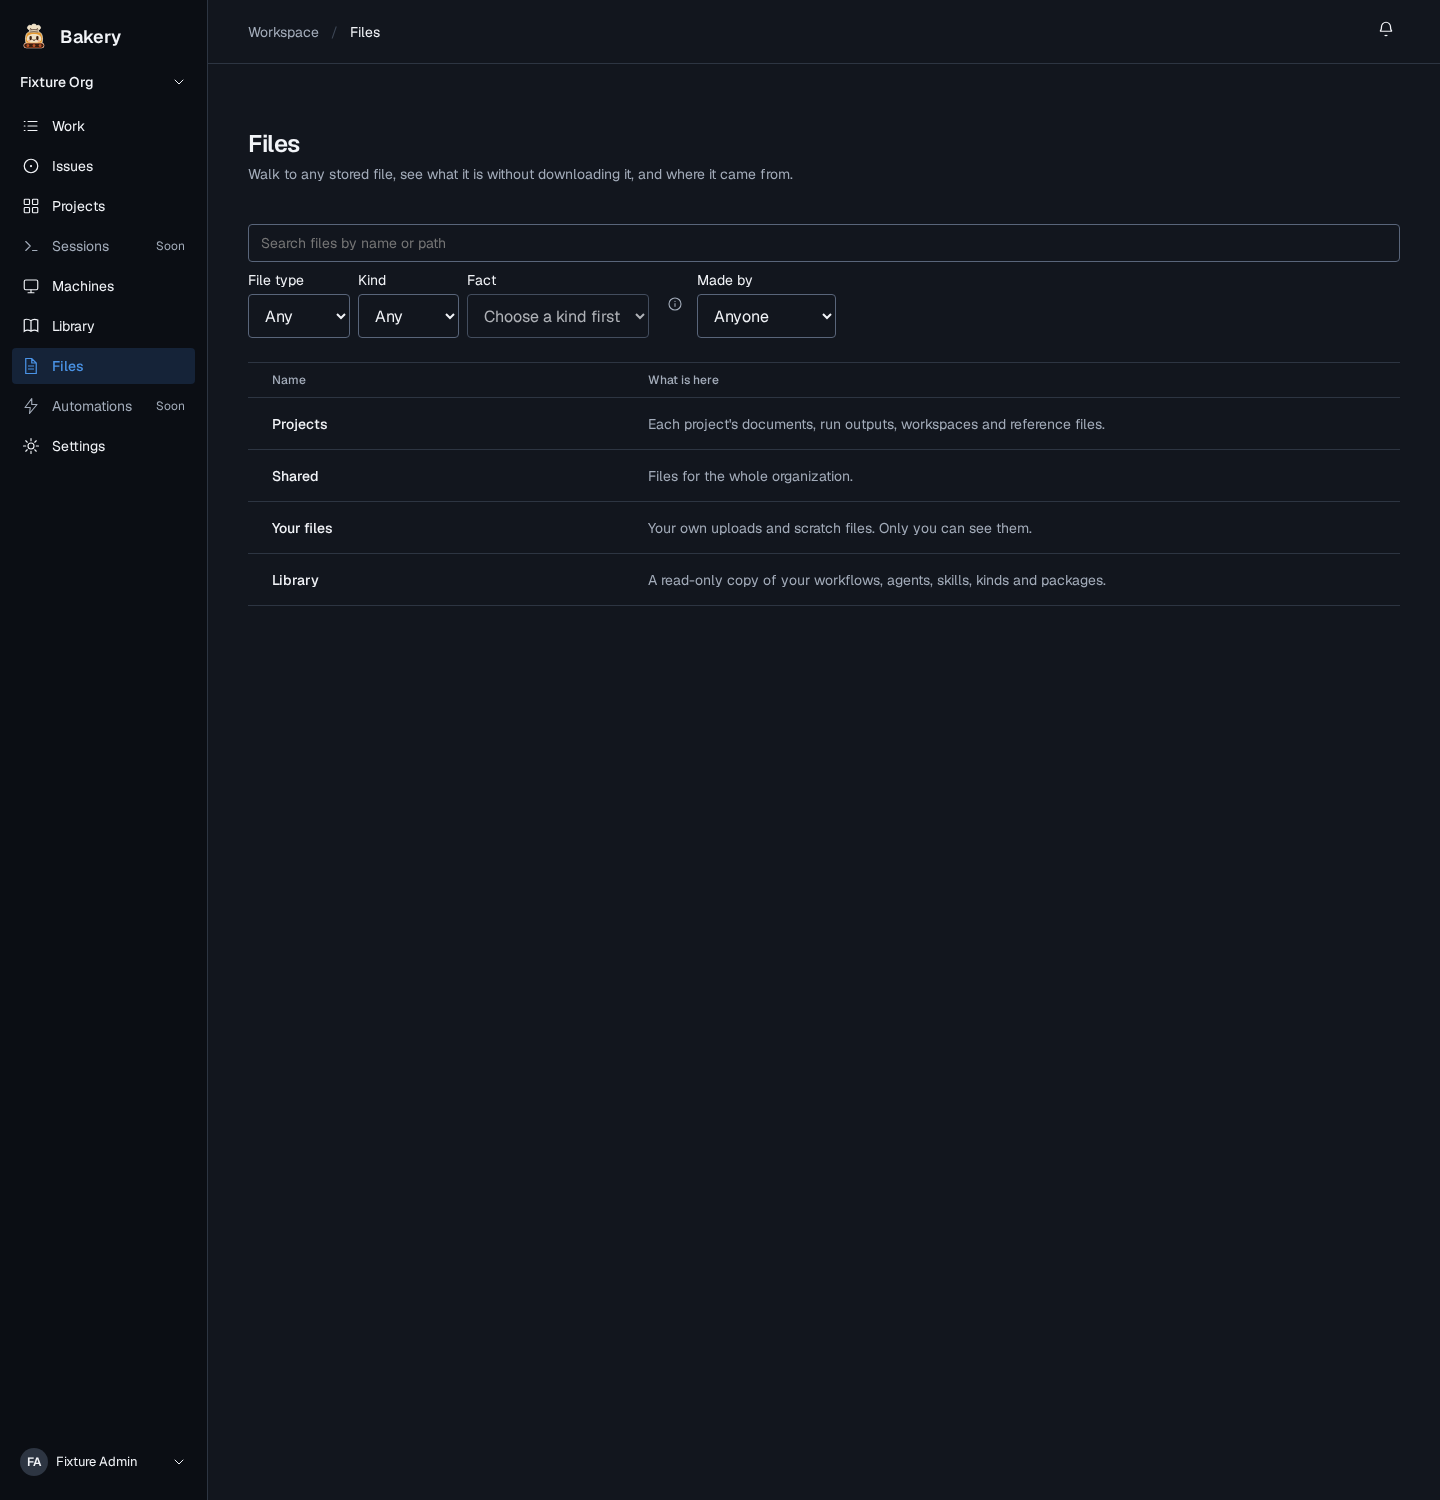 Bakery
Fixture Org
Work
Issues
Projects
Sessions Soon
Machines
Library
Files
Automations Soon
Settings
FA Fixture Admin
Workspace / Files
Files
Walk to any stored file, see what it is without downloading it, and where it came from.
Search files by name or path
File type Kind Fact Made by
Any Any Choose a kind first Anyone
Name What is here
Projects Each project's documents, run outputs, workspaces and reference files.
Shared Files for the whole organization.
Your files Your own uploads and scratch files. Only you can see them.
Library A read-only copy of your workflows, agents, skills, kinds and packages.